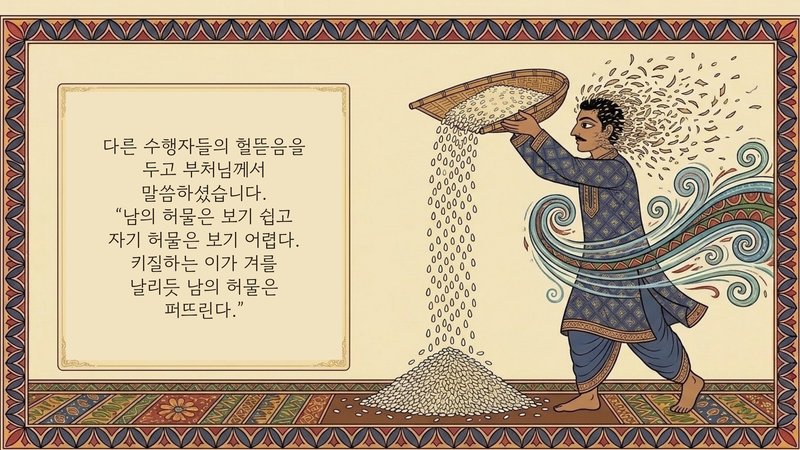 다른 수행자들의 헐뜯음을
두고 부처님께서
말씀하셨습니다.
“남의 허물은 보기 쉽고
자기 허물은 보기 어렵다.
키질하는 이가 겨를
날리듯 남의 허물은
퍼뜨린다.”